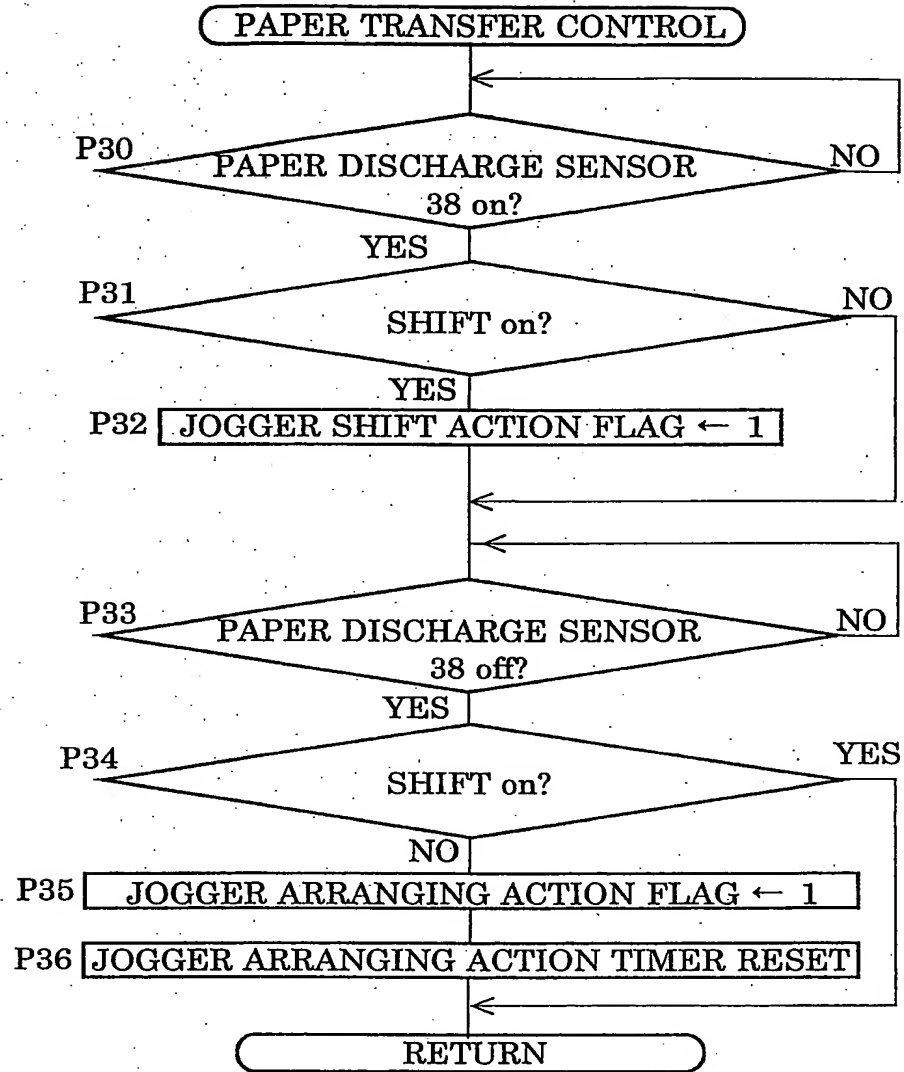 PAPER TRANSFER CONTROL
P30
PAPER DISCHARGE SENSOR
38 on?
NO
YES
P31
SHIFT on?
NO
YES
P32
JOGGER SHIFT ACTION FLAG ← 1
P33
PAPER DISCHARGE SENSOR
38 off?
NO
YES
P34
SHIFT on?
YES
NO
P35
JOGGER ARRANGING ACTION FLAG ← 1
P36
JOGGER ARRANGING ACTION TIMER RESET
RETURN